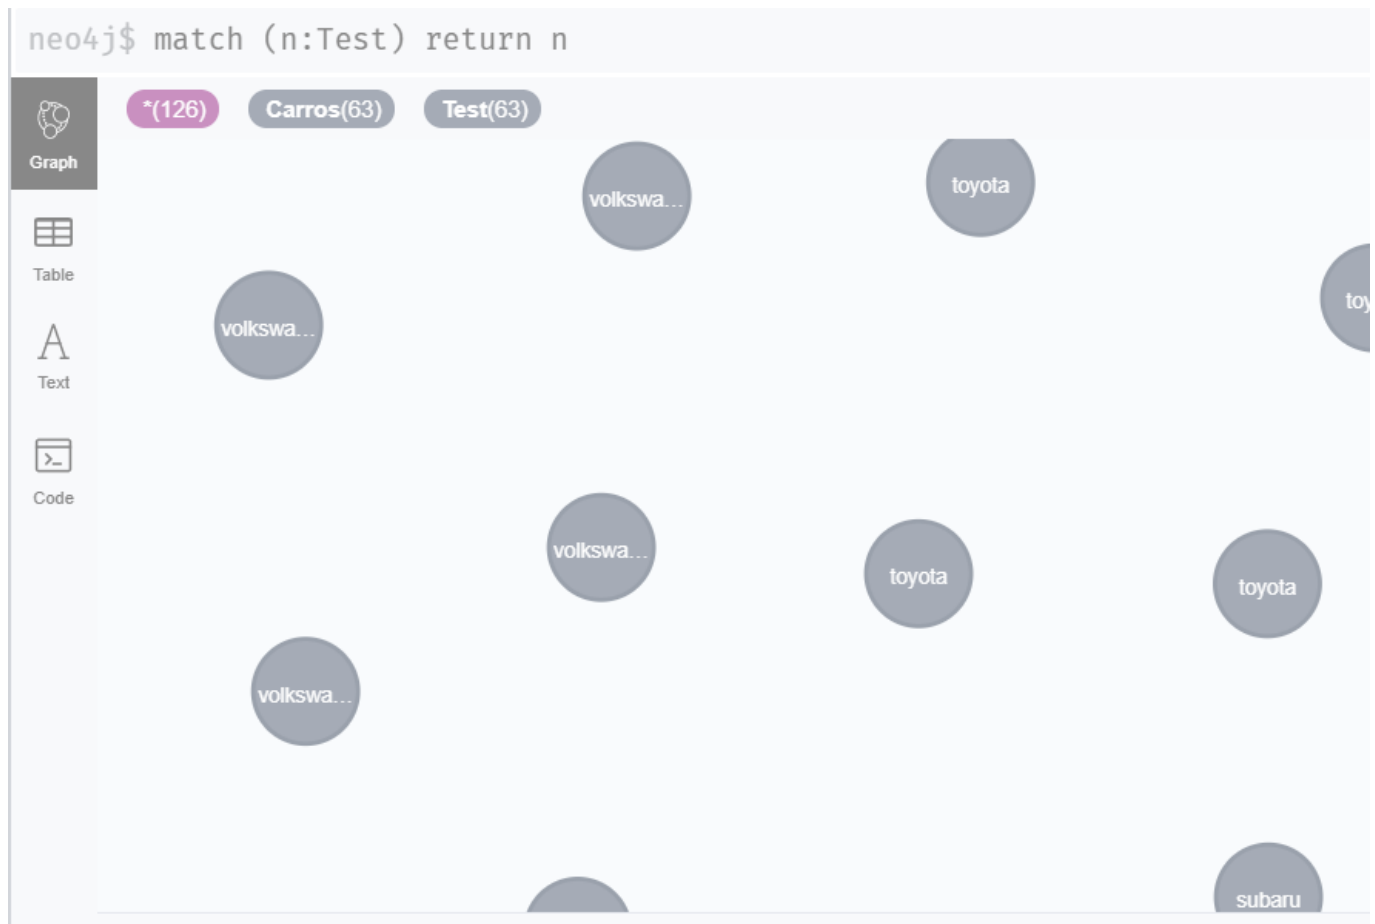 neo4j$ match (n:Test) return n
*(126) Carros(63) Test(63)
Graph
Table
Text
Code
volkswa...
toyota
toy
volkswa...
volkswa...
toyota
toyota
volkswa...
subaru